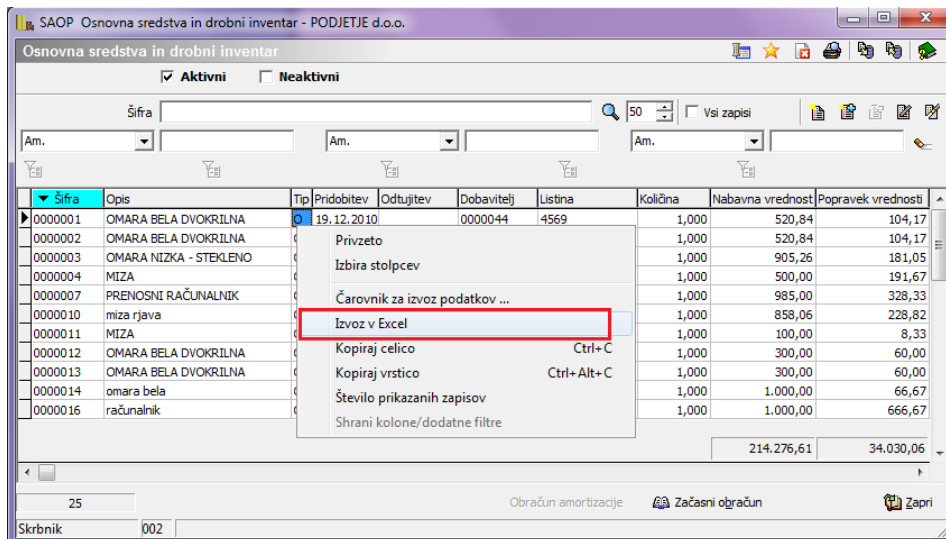 SAOP Osnovna sredstva in drobni inventar - PODJETJE d.o.o.
Osnovna sredstva in drobni inventar
Aktivni Neaktivni
Šifra 50 Vsi zapisi
Am. Am. Am.
Šifra Opis Tip Pridobitev Odtujitev Dobavitelj Listina Količina Nabavna vrednost Popravek vrednosti
0000001 OMARA BELA DVOKRILNA O 19.12.2010 0000044 4569 1,000 520,84 104,17
0000002 OMARA BELA DVOKRILNA 1,000 520,84 104,17
0000003 OMARA NIZKA - STEKLENO 1,000 905,26 181,05
0000004 MIZA 1,000 500,00 191,67
0000007 PRENOSNI RAČUNALNIK 1,000 985,00 328,33
0000010 miza rjava 1,000 858,06 228,82
0000011 MIZA 1,000 100,00 8,33
0000012 OMARA BELA DVOKRILNA 1,000 300,00 60,00
0000013 OMARA BELA DVOKRILNA 1,000 300,00 60,00
0000014 omara bela 1,000 1.000,00 66,67
0000016 računalnik 1,000 1.000,00 666,67
Privzeto
Izbira stolpcev
Čarovnik za izvoz podatkov ...
Izvoz v Excel
Kopiraj celico Ctrl+C
Kopiraj vrstico Ctrl+Alt+C
Število prikazanih zapisov
Shrani kolone/dodatne filtre
214.276,61 34.030,06
25 Obračun amortizacije Začasni obračun Zapri
Skrbnik 002